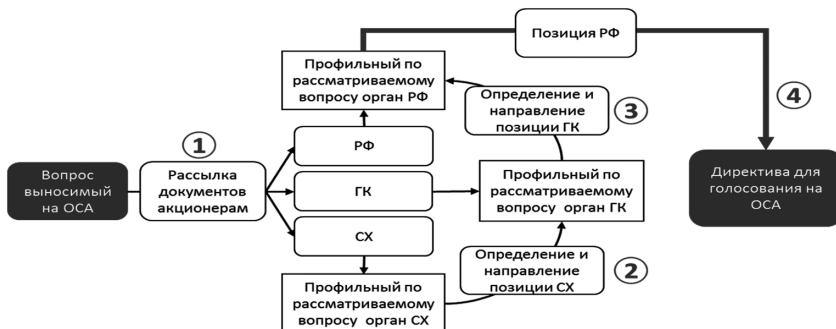 Позиция РФ
Профильный по
рассматриваемому
вопросу орган РФ
4
Определение и
направление
позиции ГК
3
1
РФ
Вопрос
выносимый
на ОСА
Рассылка
документов
акционерам
ГК
Профильный по
рассматриваемому
вопросу  орган ГК
Директива для
голосования на
ОСА
СХ
Определение и
направление
позиции СХ
2
Профильный по
рассматриваемому
вопросу  орган СХ